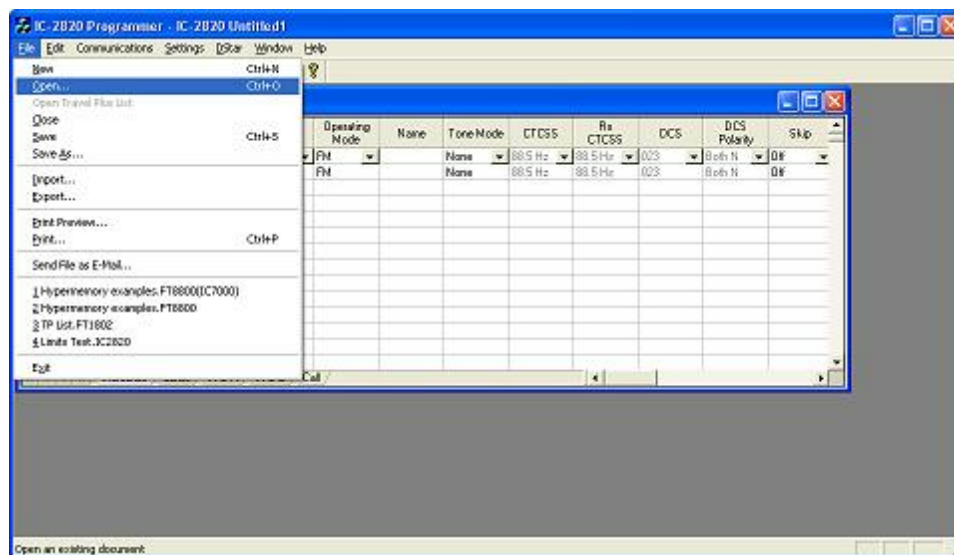 IC-2820 Programmer - IC-2820 Untitled1
File Edit Communications Settings DStar Window Help
New Ctrl+N
Open... Ctrl+O
Open Travel Plus List
Close
Save Ctrl+S
Save As...
Import...
Export...
Print Preview...
Print... Ctrl+P
Send File as E-Mail...
1 Hypermemory examples.FT8800(IC7000)
2 Hypermemory examples.FT8800
3 TP List.FT1802
4 Limits Test.IC2820
Exit
Operating Mode Name Tone Mode CTCSS Rx CTCSS DCS DCS Polarity Skip
FM None 88.5 Hz 88.5 Hz 023 Both N Off
FM None 88.5 Hz 88.5 Hz 023 Both N Off
Call
Open an existing document